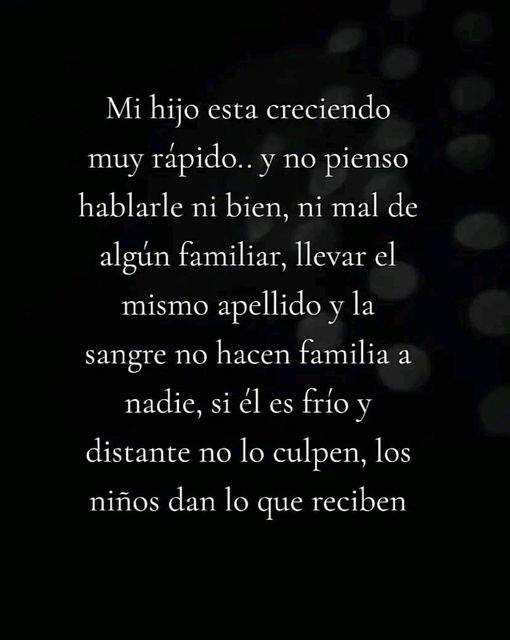 Mi hijo esta creciendo
muy rápido.. y no pienso
hablarle ni bien, ni mal de
algún familiar, llevar el
mismo apellido y la
sangre no hacen familia a
nadie, si él es frío y
distante no lo culpen, los
niños dan lo que reciben